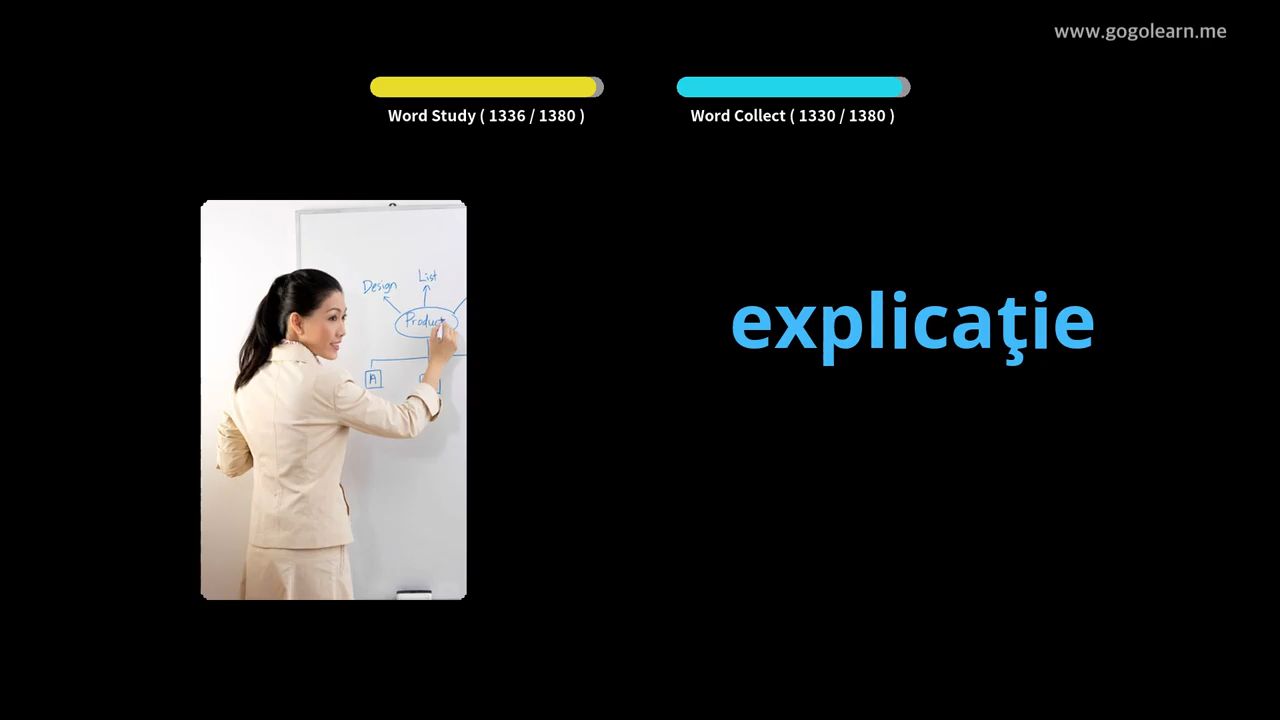 www.gogolearn.me
Word Study ( 1336 / 1380 )
Word Collect ( 1330 / 1380 )
List
Design
Product
A
explicaţie